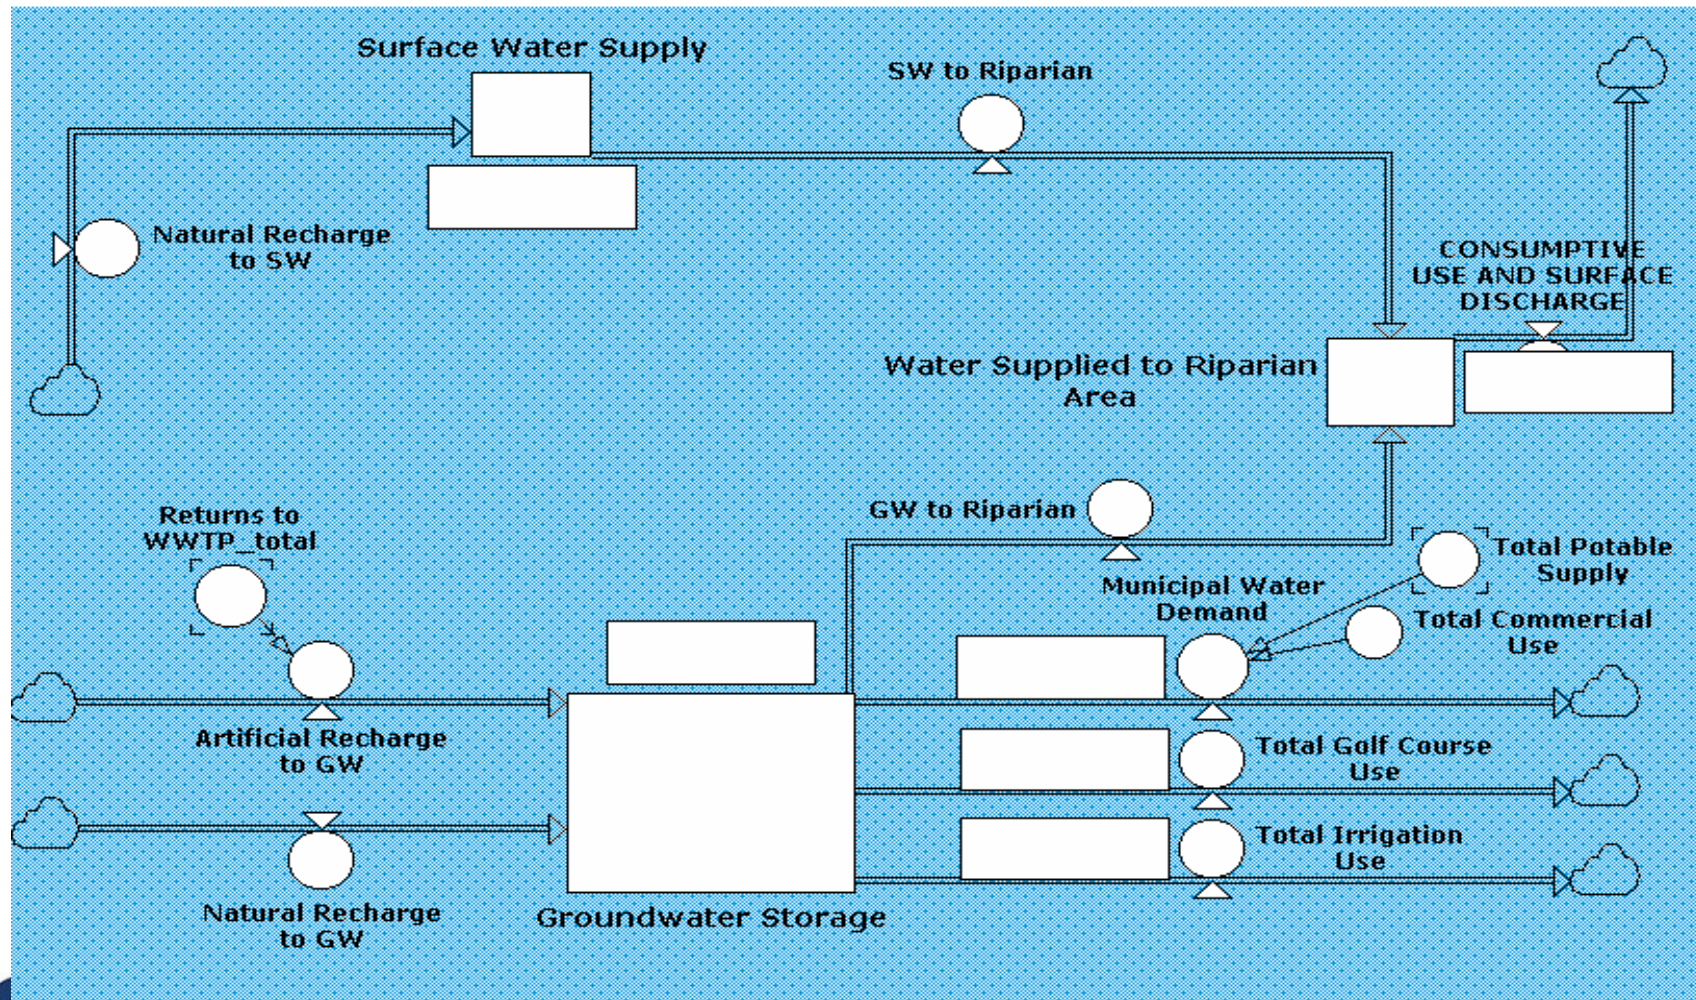 Surface Water Supply
SW to Riparian
Natural Recharge
to SW
CONSUMPTIVE
USE AND SURFACE
DISCHARGE
Water Supplied to Riparian
Area
GW to Riparian
Returns to
WWTP_total
Total Potable
Supply
Municipal Water
Demand
Total Commercial
Use
Artificial Recharge
to GW
Total Golf Course
Use
Total Irrigation
Use
Natural Recharge
to GW
Groundwater Storage